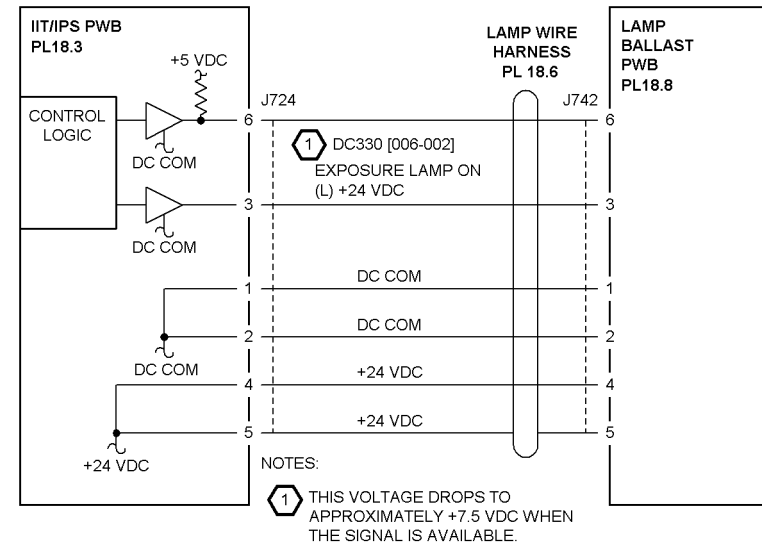 IIT/IPS PWB
PL18.3
+5 VDC
LAMP WIRE
HARNESS
PL 18.6
LAMP
BALLAST
PWB
PL18.8
J724
J742
CONTROL
LOGIC
6
6
DC COM
1 DC330 [006-002]
EXPOSURE LAMP ON
(L) +24 VDC
3
3
DC COM
DC COM
1
1
DC COM
2
2
DC COM
+24 VDC
4
4
+24 VDC
5
5
+24 VDC
NOTES:
1 THIS VOLTAGE DROPS TO
APPROXIMATELY +7.5 VDC WHEN
THE SIGNAL IS AVAILABLE.